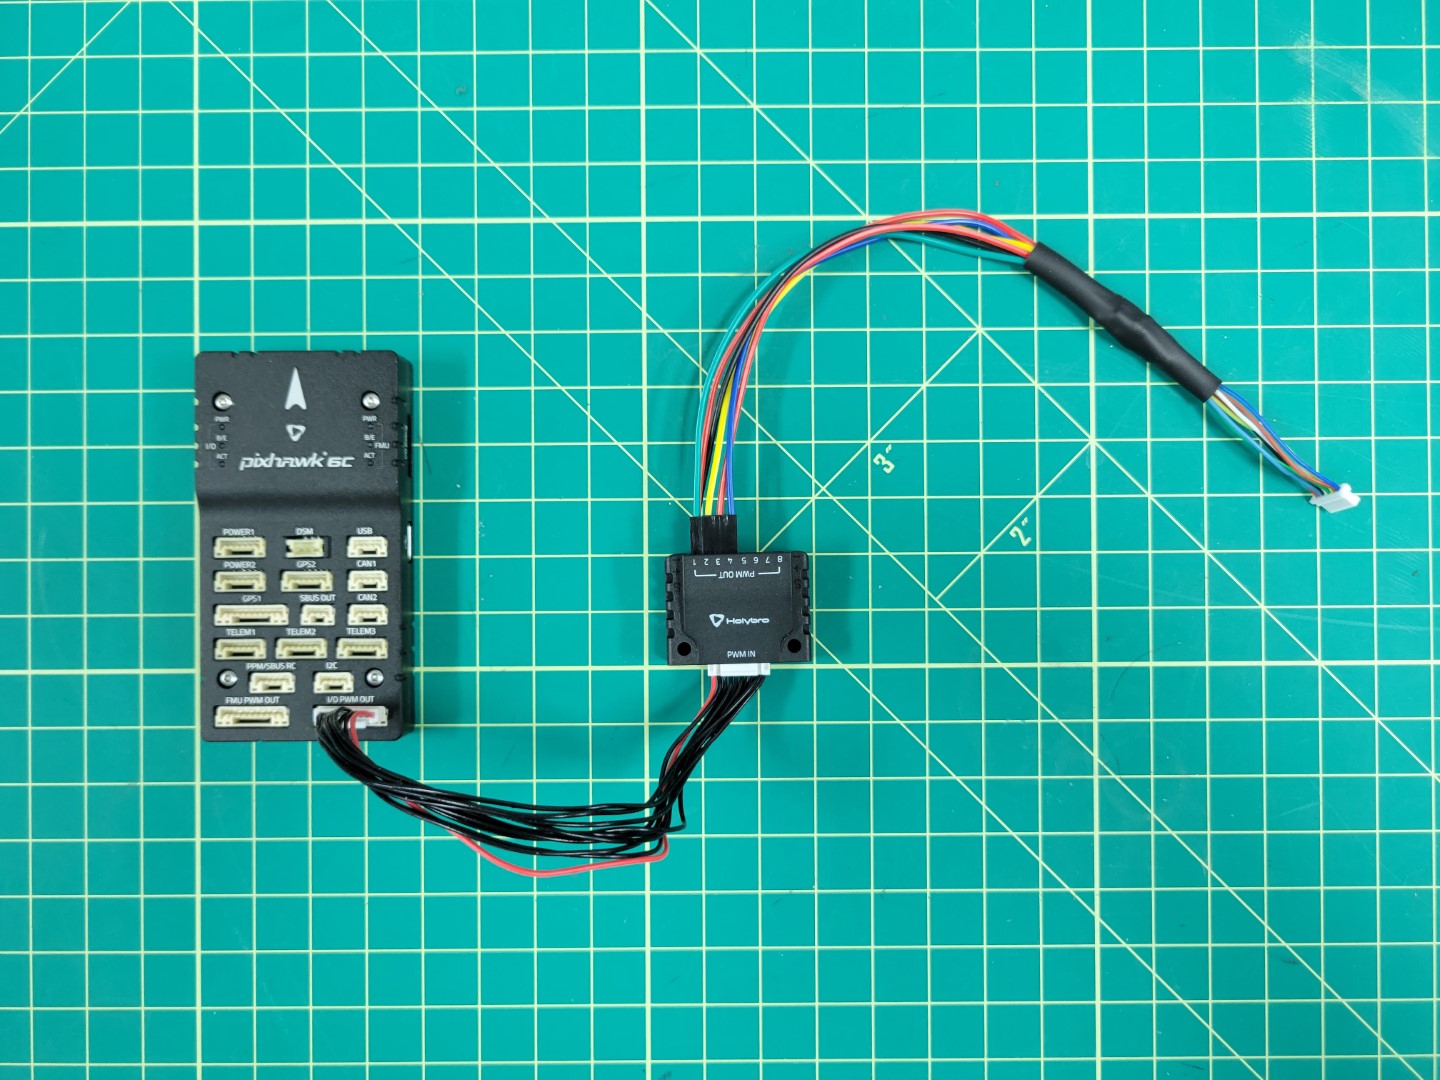 PWR
PWR
B/E
B/E
I/O
FMU
ACT
ACT
pixhawk 6C
POWER1
DSM
USB
POWER2
GPS2
CAN1
GPS1
SBUS OUT
CAN2
TELEM1
TELEM2
TELEM3
PPM/SBUS RC
I2C
FMU PWM OUT
I/O PWM OUT
1 2 3 4 5 6 7 8
PWM OUT
Holybro
PWM IN
3"
2"